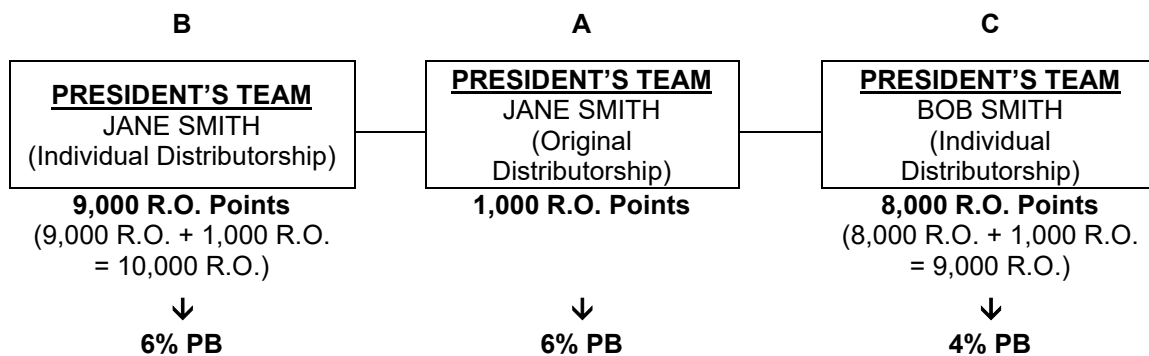 B
A
C
PRESIDENT'S TEAM
JANE SMITH
(Individual Distributorship)
PRESIDENT'S TEAM
JANE SMITH
(Original
Distributorship)
PRESIDENT'S TEAM
BOB SMITH
(Individual
Distributorship)
9,000 R.O. Points
(9,000 R.O. + 1,000 R.O.
= 10,000 R.O.)
1,000 R.O. Points
8,000 R.O. Points
(8,000 R.O. + 1,000 R.O.
= 9,000 R.O.)
6% PB
6% PB
4% PB